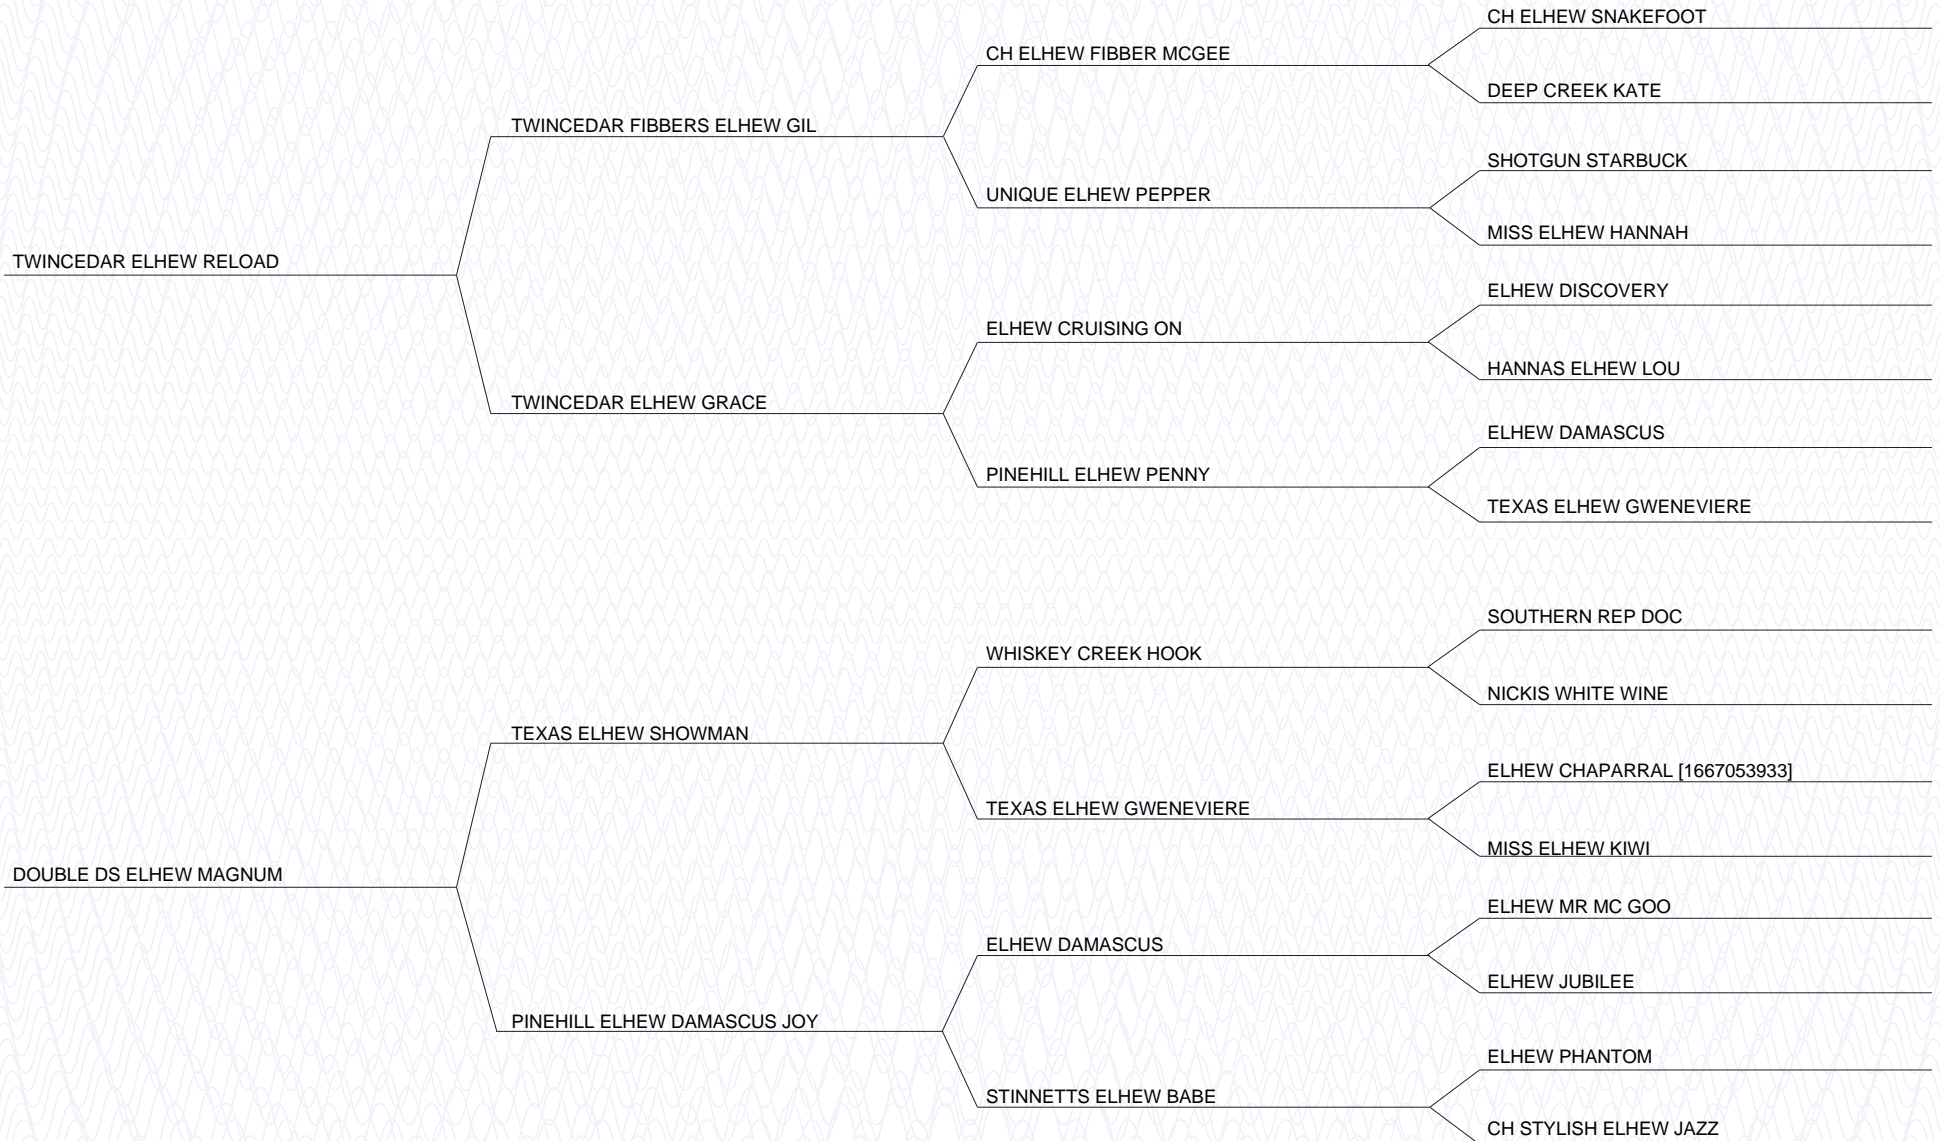 CH ELHEW SNAKEFOOT
CH ELHEW FIBBER MCGEE
DEEP CREEK KATE
TWINCEDAR FIBBERS ELHEW GIL
SHOTGUN STARBUCK
UNIQUE ELHEW PEPPER
MISS ELHEW HANNAH
TWINCEDAR ELHEW RELOAD
ELHEW DISCOVERY
ELHEW CRUISING ON
HANNAS ELHEW LOU
TWINCEDAR ELHEW GRACE
ELHEW DAMASCUS
PINEHILL ELHEW PENNY
TEXAS ELHEW GWENEVIERE
SOUTHERN REP DOC
WHISKEY CREEK HOOK
NICKIS WHITE WINE
TEXAS ELHEW SHOWMAN
ELHEW CHAPARRAL [1667053933]
TEXAS ELHEW GWENEVIERE
MISS ELHEW KIWI
DOUBLE DS ELHEW MAGNUM
ELHEW MR MC GOO
ELHEW DAMASCUS
ELHEW JUBILEE
PINEHILL ELHEW DAMASCUS JOY
ELHEW PHANTOM
STINNETTS ELHEW BABE
CH STYLISH ELHEW JAZZ